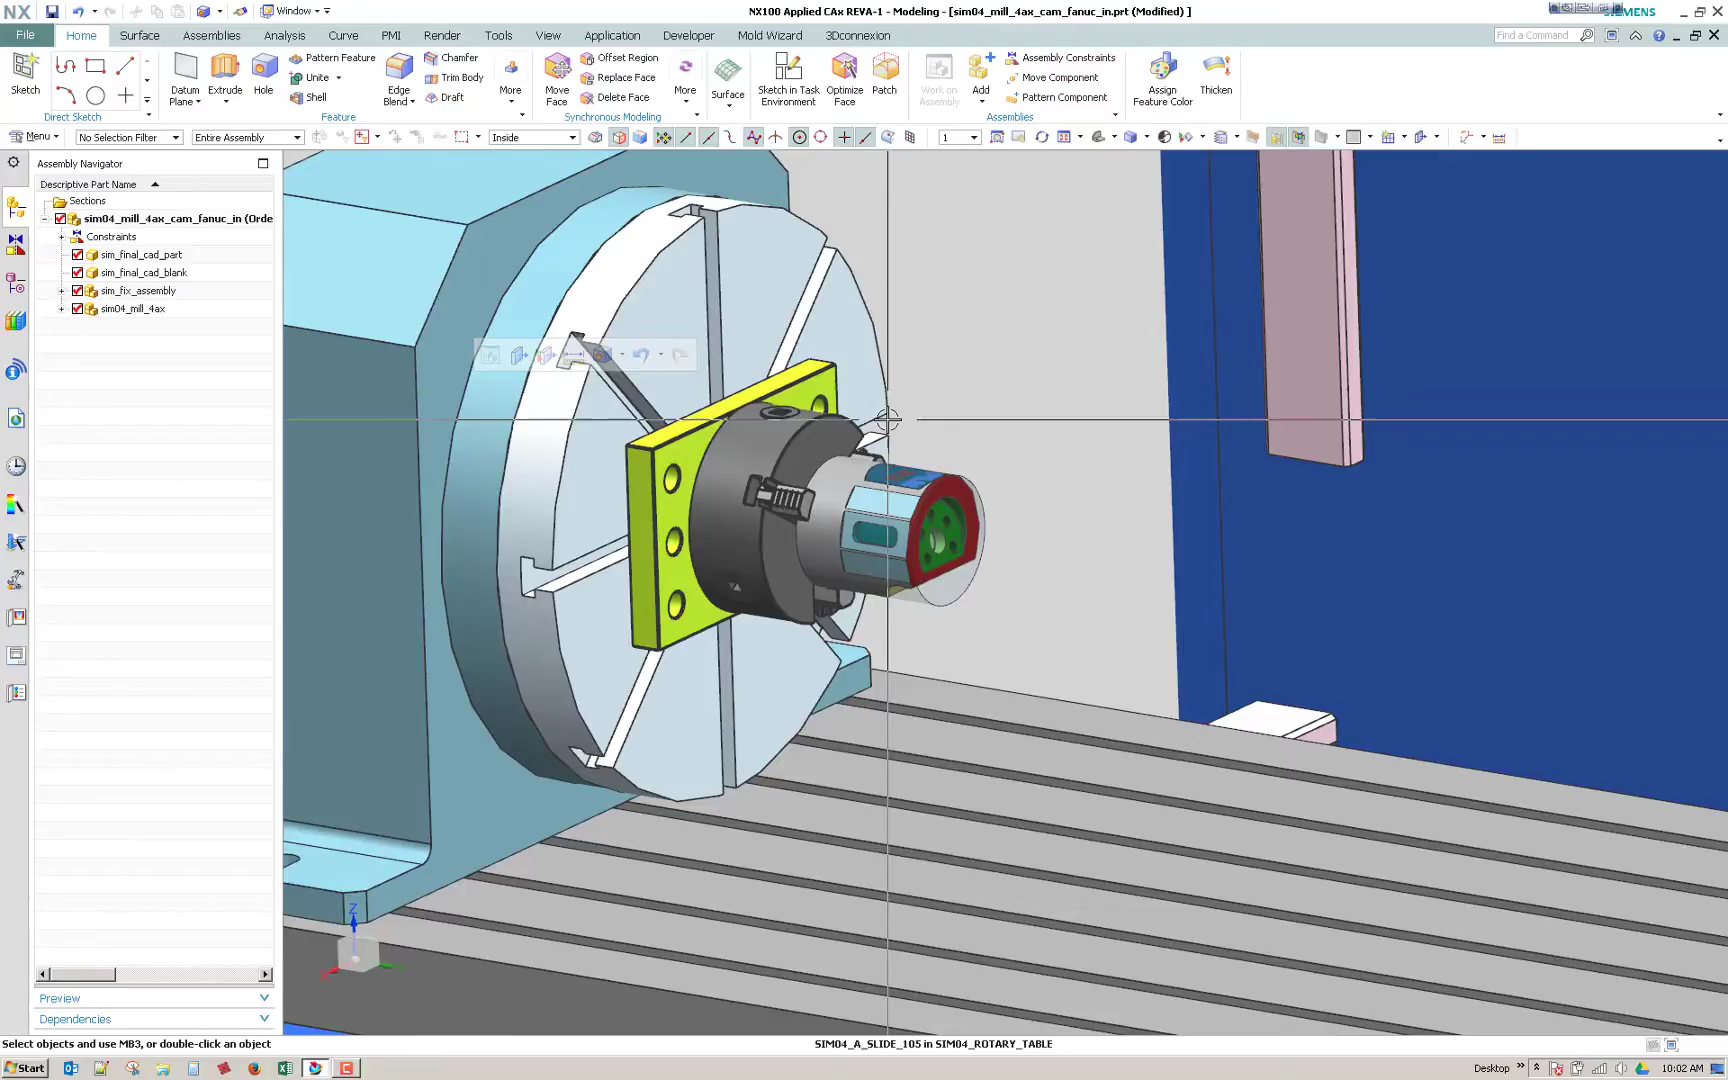 NX
Window
NX100 Applied CAx REVA-1 - Modeling - [sim04_mill_4ax_cam_fanuc_in.prt (Modified) ]
SIEMENS
File
Home
Surface
Assemblies
Analysis
Curve
PMI
Render
Tools
View
Application
Developer
Mold Wizard
3Dconnexion
Find a Command
Sketch
Direct Sketch
Datum
Plane
Extrude
Hole
Pattern Feature
Unite
Shell
Edge
Blend
Chamfer
Trim Body
Draft
More
Feature
Move
Face
Offset Region
Replace Face
Delete Face
More
Synchronous Modeling
Surface
Sketch in Task
Environment
Optimize
Face
Patch
Work on
Assembly
Add
Assembly Constraints
Move Component
Pattern Component
Assemblies
Assign
Feature Color
Thicken
Menu
No Selection Filter
Entire Assembly
Inside
1
Assembly Navigator
Descriptive Part Name
Sections
sim04_mill_4ax_cam_fanuc_in (Orde
Constraints
sim_final_cad_part
sim_final_cad_blank
sim_fix_assembly
sim04_mill_4ax
Z
Preview
Dependencies
Select objects and use MB3, or double-click an object
SIM04_A_SLIDE_105 in SIM04_ROTARY_TABLE
Start
Desktop
10:02 AM